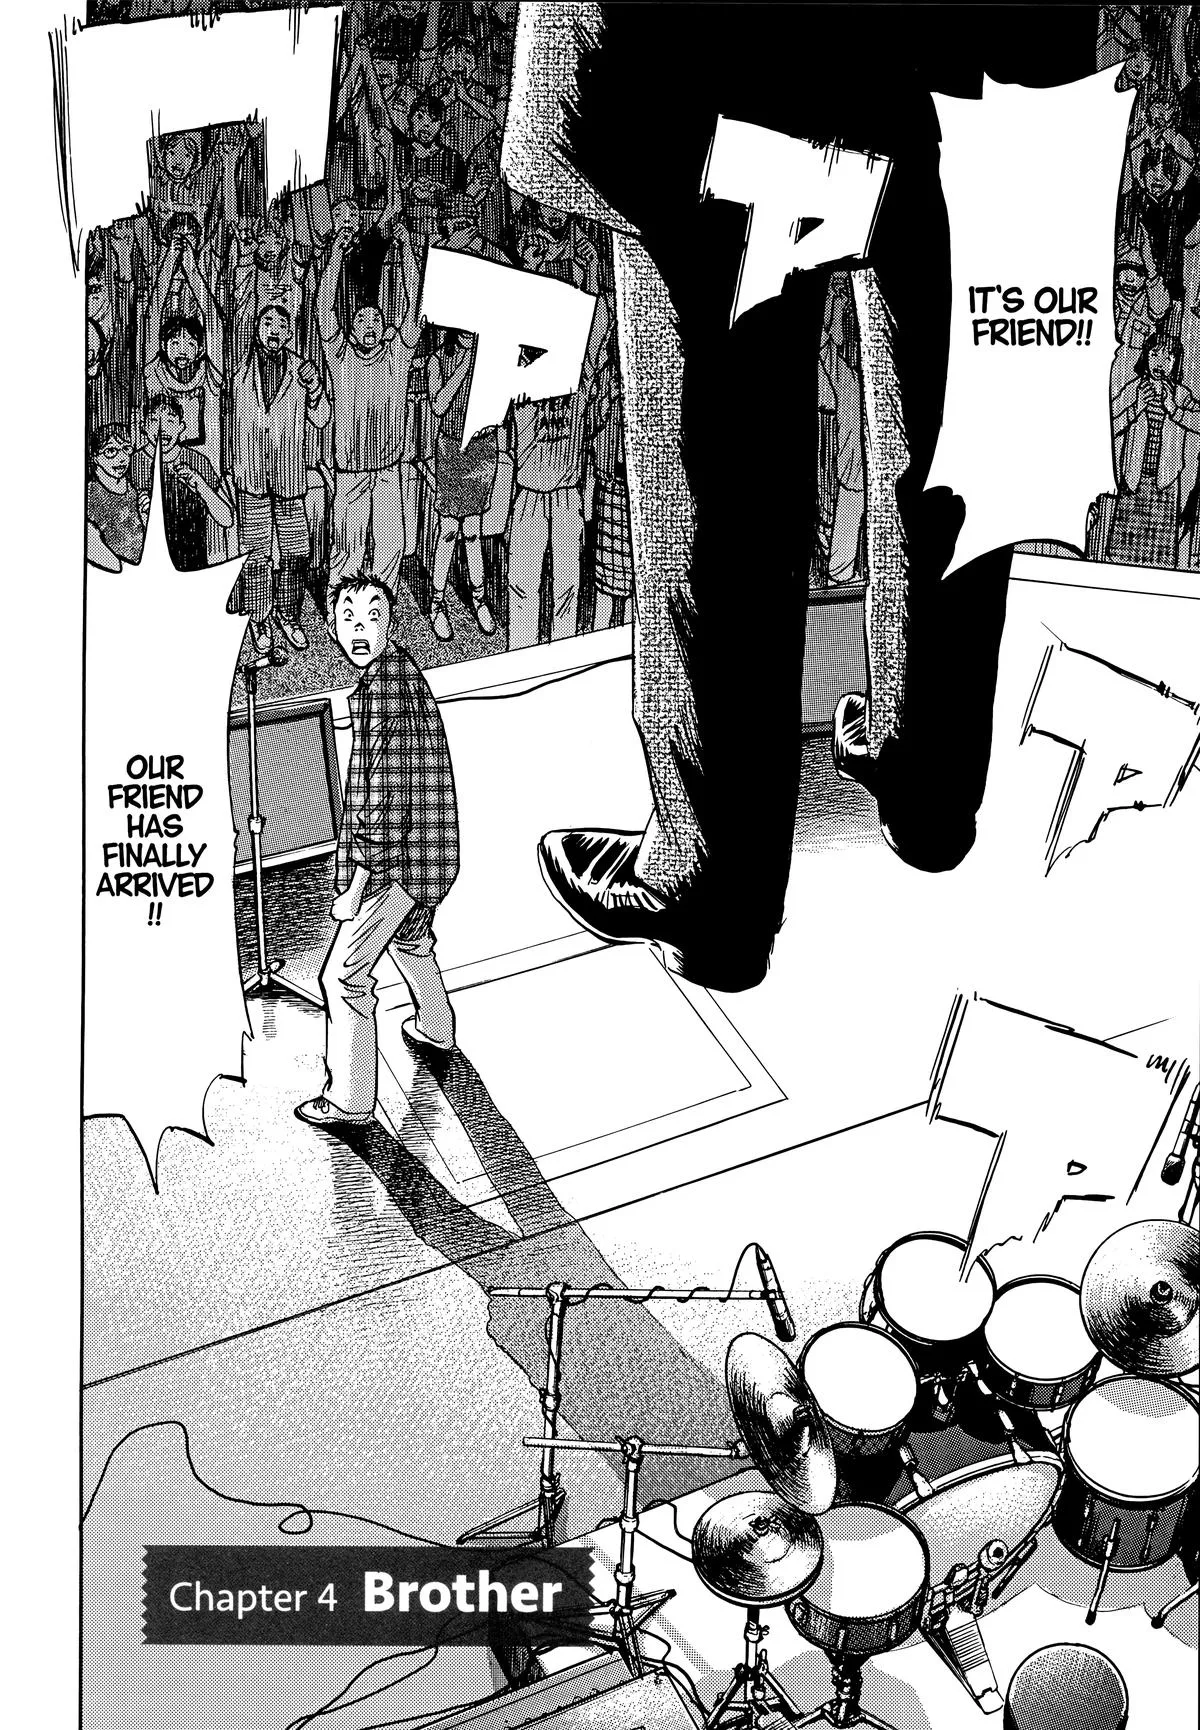 IT'S OUR
FRIEND!!
OUR
FRIEND
HAS
FINALLY
ARRIVED
!!
Chapter 4 Brother